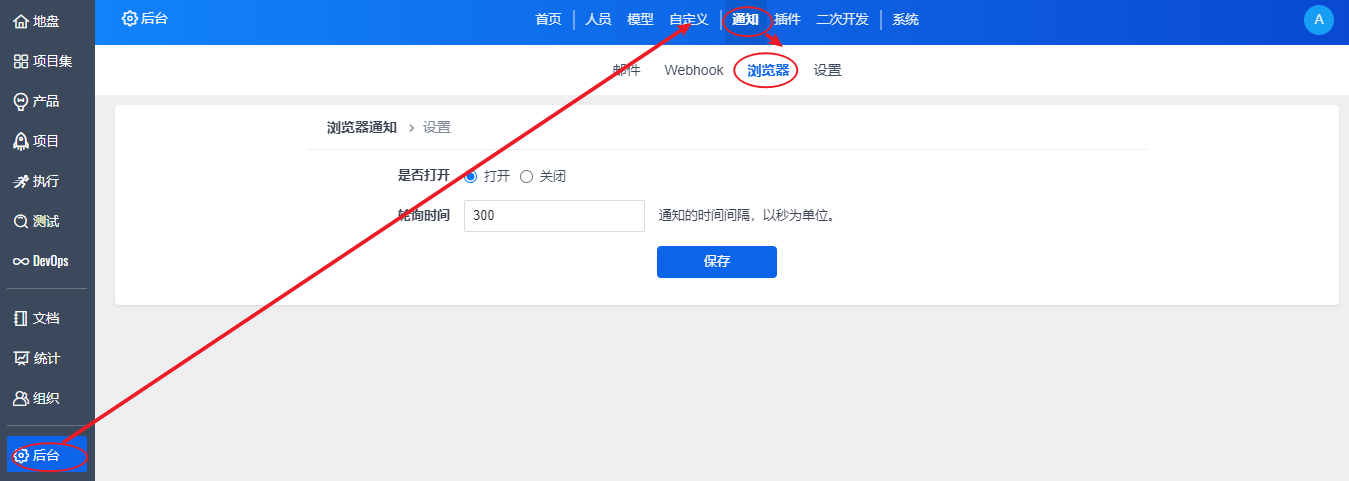 地盘
项目集
产品
项目
执行
测试
DevOps
文档
统计
组织
后台
后台
首页 人员 模型 自定义 通知 插件 二次开发 系统
A
邮件 Webhook 浏览器 设置
浏览器通知 > 设置
是否打开 打开 关闭
轮询时间 300 通知的时间间隔，以秒为单位。
保存